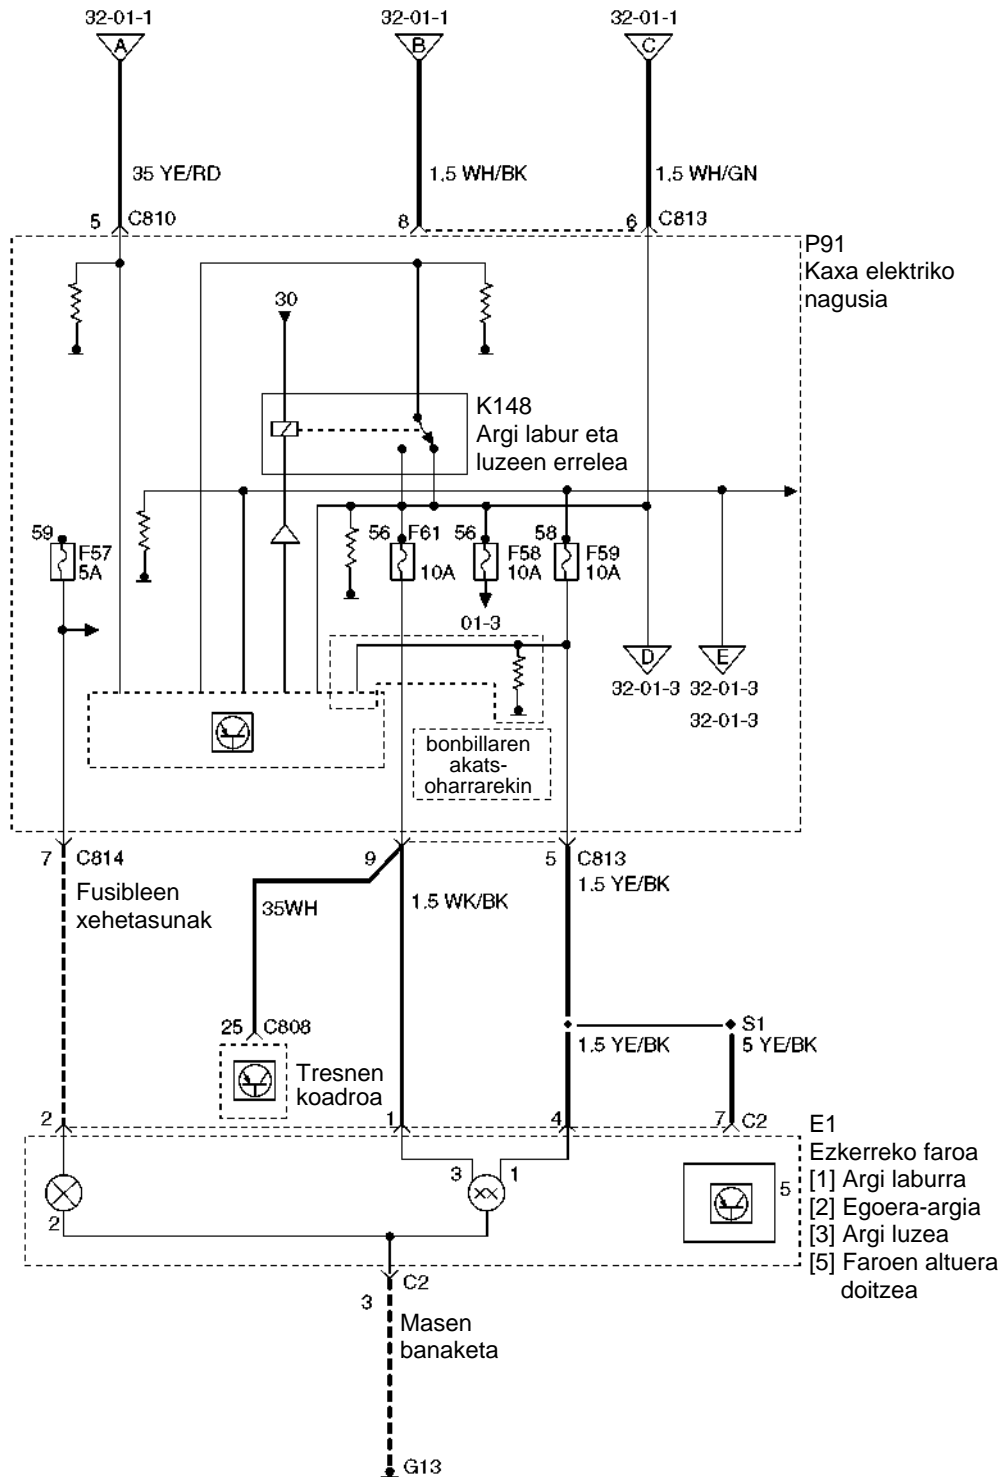 32-01-1
32-01-1
32-01-1
A
B
C
35 YE/RD
1,5 WH/BK
1,5 WH/GN
5
C810
8
6
C813
P91
Kaxa elektriko
nagusia
30
K148
Argi labur eta
luzeen errelea
59
F57
5A
56
F61
10A
56
F58
10A
58
F59
10A
01-3
D
E
32-01-3
32-01-3
32-01-3
bonbillaren
akats-
oharrarekin
7
C814
9
5
C813
Fusibleen
xehetasunak
35WH
1.5 WK/BK
1.5 YE/BK
25
C808
S1
1.5 YE/BK
5 YE/BK
Tresnen
koadroa
2
1
4
7
C2
E1
Ezkerreko faroa
[1] Argi laburra
[2] Egoera-argia
[3] Argi luzea
[5] Faroen altuera
doitzea
3
1
5
2
C2
3
Masen
banaketa
G13